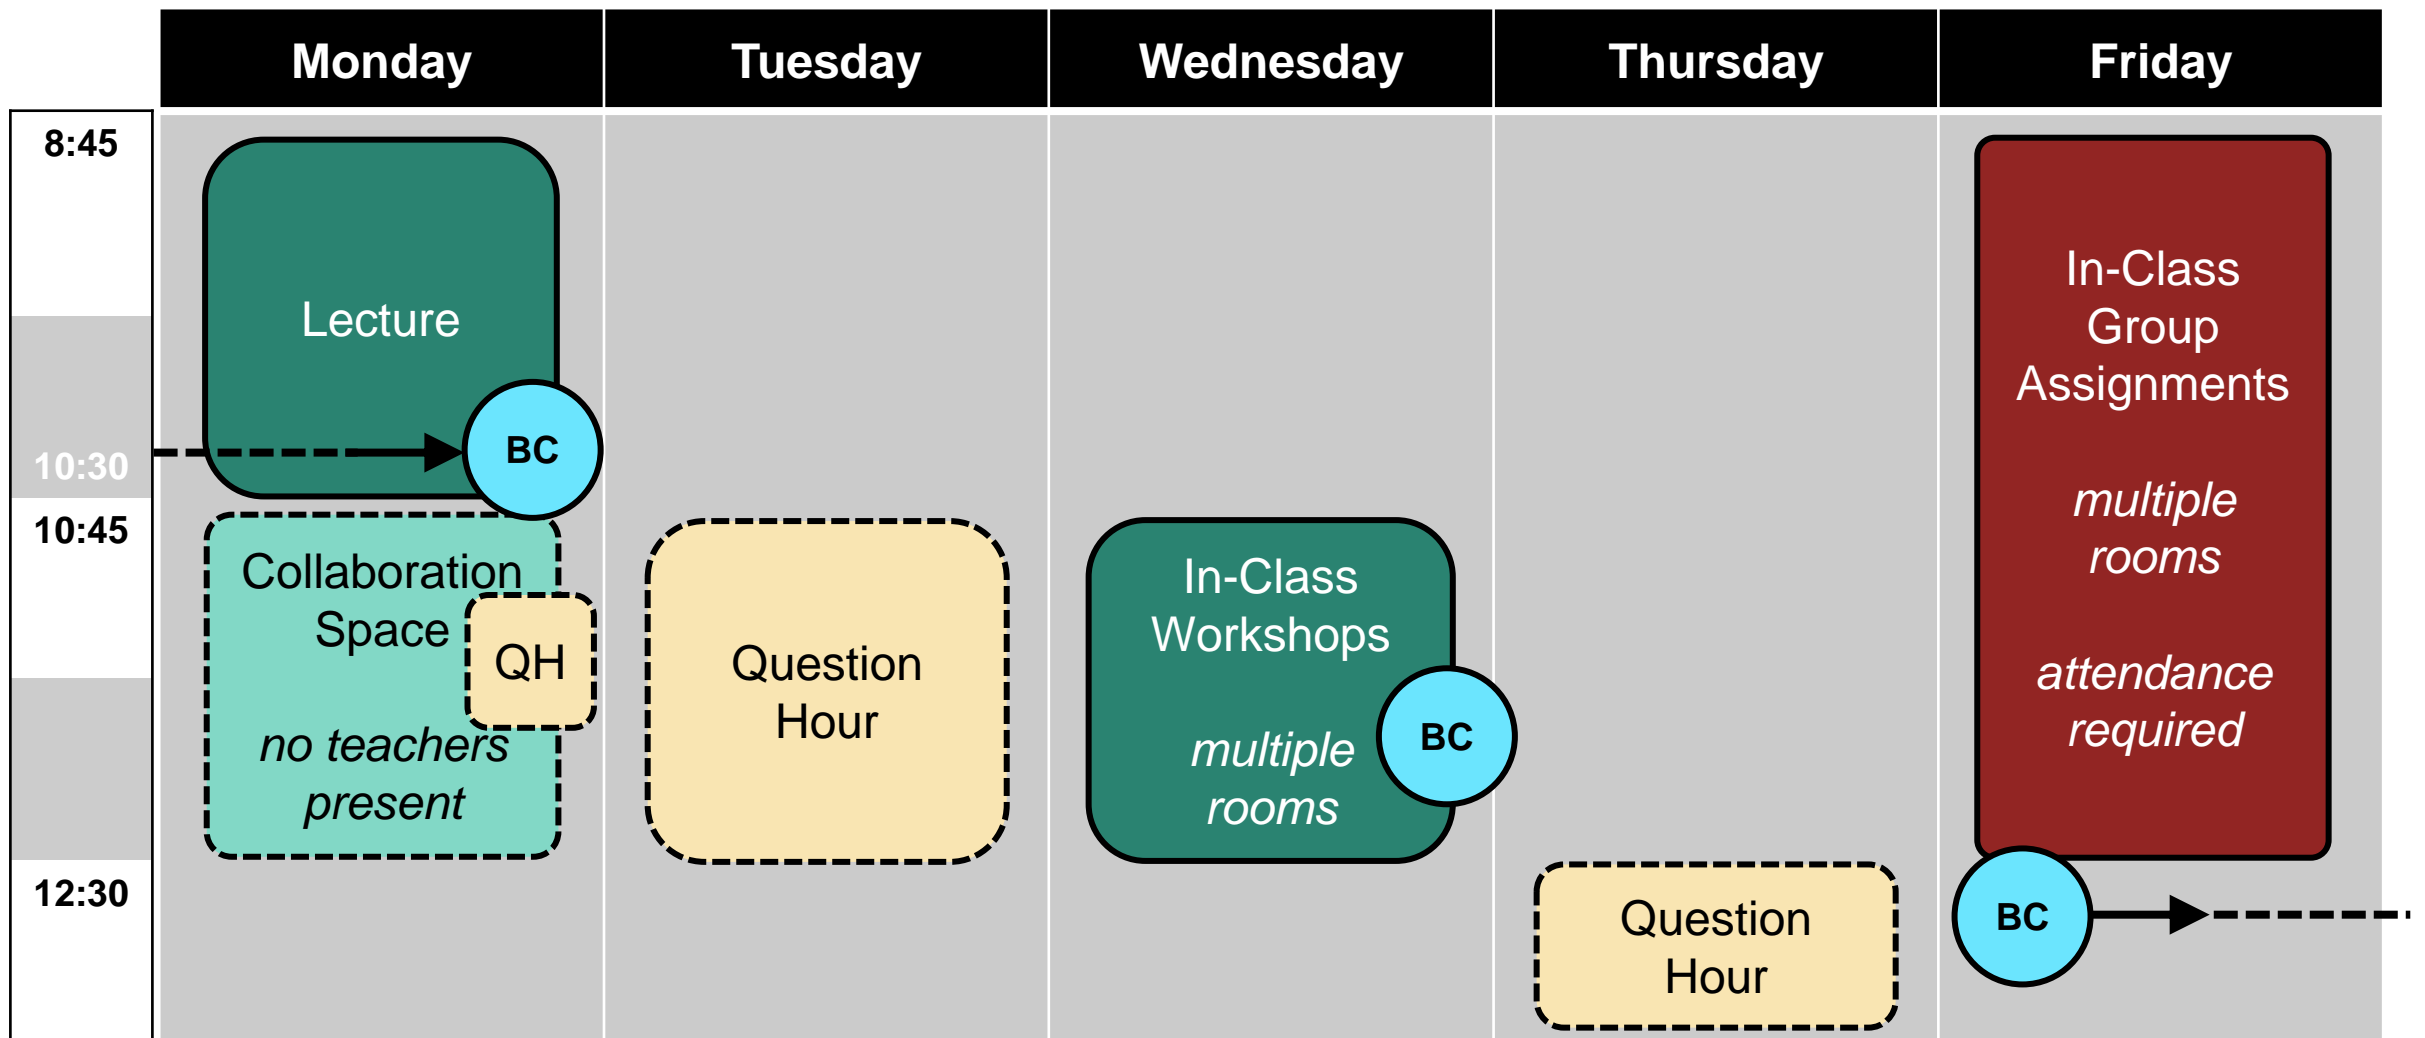 Monday
Tuesday
Wednesday
Thursday
Friday
8:45
10:30
10:45
12:30
Lecture
BC
Collaboration
Space
QH
no teachers
present
Question
Hour
In-Class
Workshops
multiple
rooms
BC
Question
Hour
In-Class
Group
Assignments
multiple
rooms
attendance
required
BC